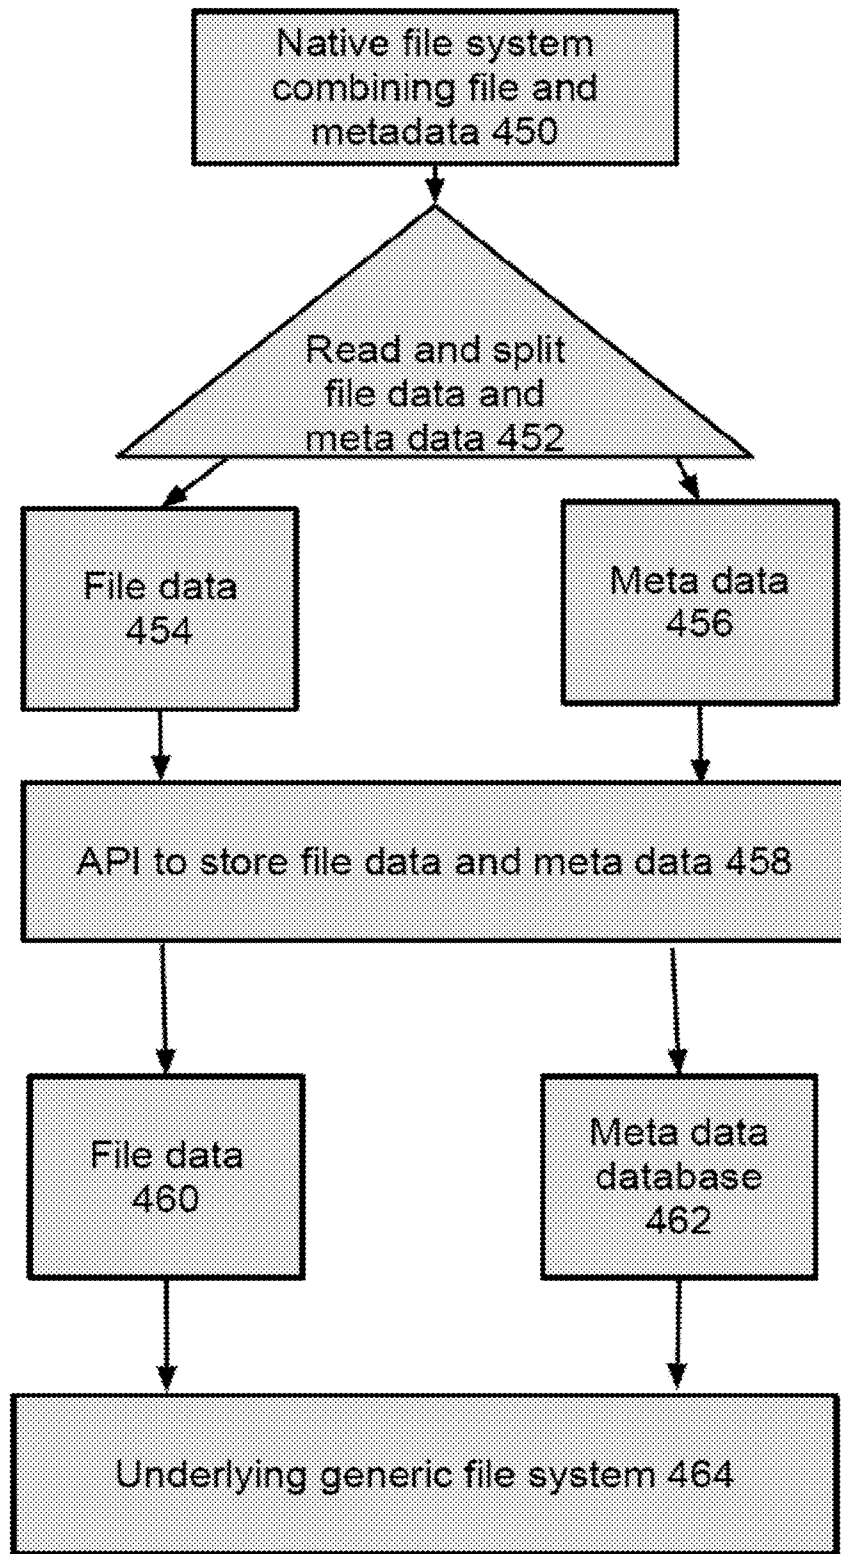 Native file system
combining file and
metadata 450
Read and split
file data and
meta data 452
File data
454
Meta data
456
API to store file data and meta data 458
File data
460
Meta data
database
462
Underlying generic file system 464